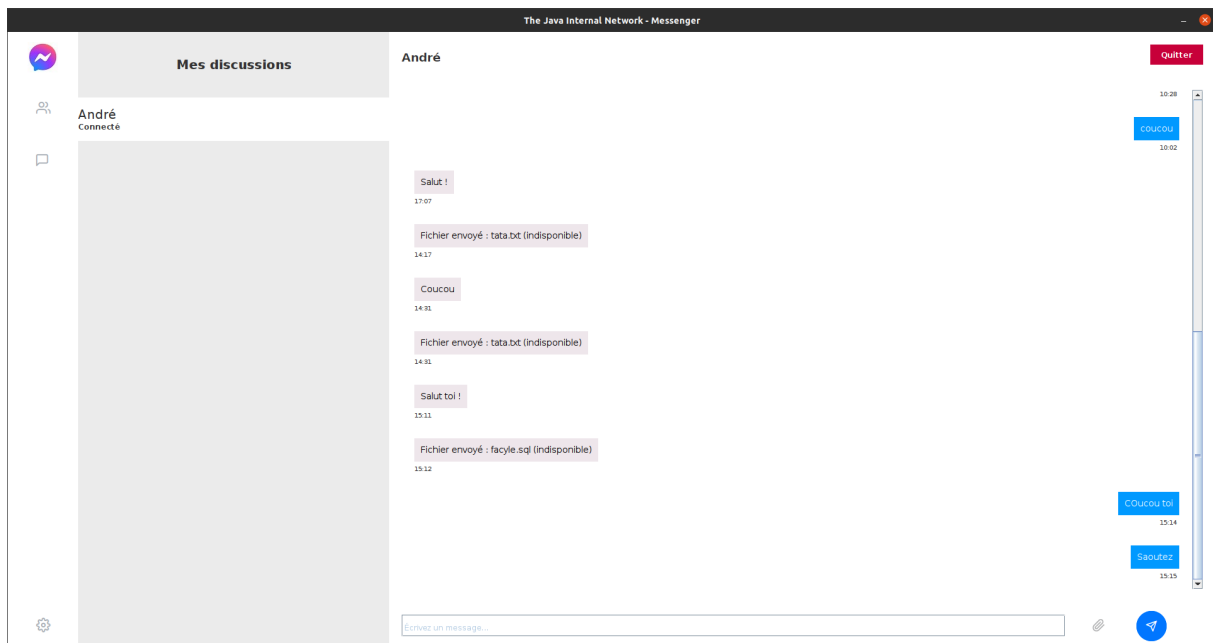 The Java Internal Network - Messenger
Mes discussions
André
Connecté
André
Quitter
10:28
coucou
10:02
Salut !
17:07
Fichier envoyé : tata.txt (indisponible)
14:17
Coucou
14:31
Fichier envoyé : tata.txt (indisponible)
14:31
Salut toi !
15:11
Fichier envoyé : facyle.sql (indisponible)
15:12
COucou toi
15:14
Saoutez
15:15
Écrivez un message...